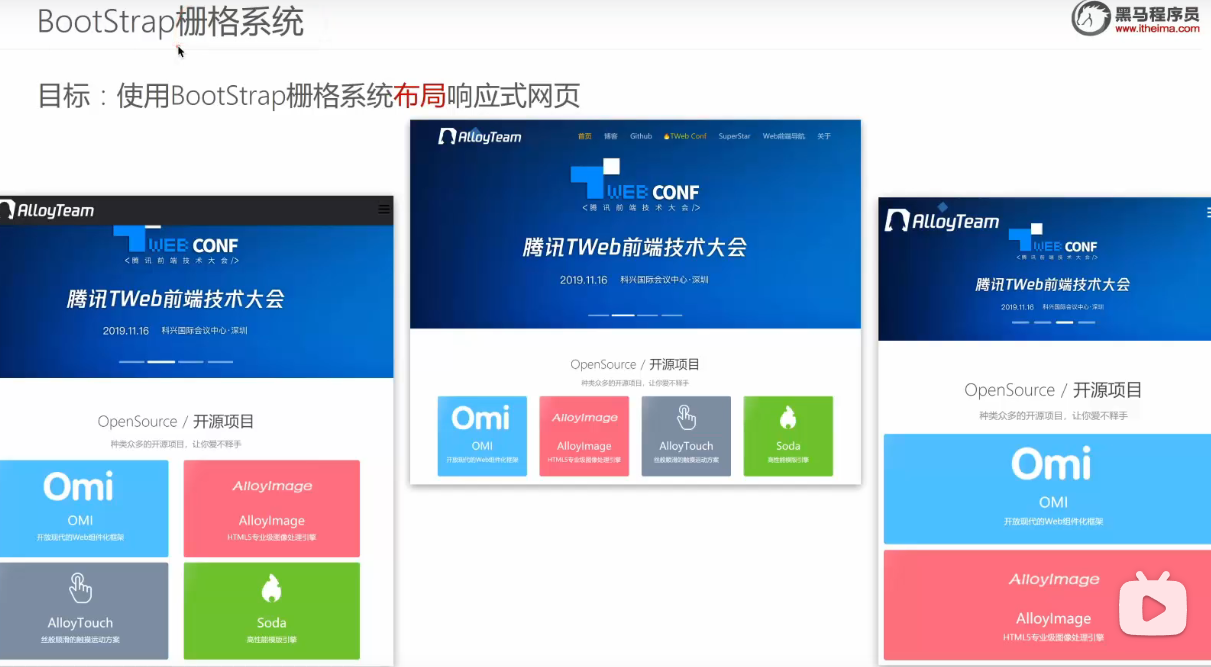 BootStrap栅格系统
黑马程序员
www.itheima.com
目标：使用BootStrap栅格系统布局响应式网页
AlloyTeam
TWEB CONF
<腾讯前端技术大会/>
腾讯TWeb前端技术大会
2019.11.16 科兴国际会议中心·深圳
OpenSource / 开源项目
种类众多的开源项目，让你爱不释手
Omi
OMI
开放现代的Web组件化框架
AlloyImage
AlloyImage
HTML5专业级图像处理引擎
AlloyTouch
丝般顺滑的触摸运动方案
Soda
高性能模版引擎
AlloyTeam
首页 博客 Github TWeb Conf SuperStar Web前端导航 关于
TWEB CONF
<腾讯前端技术大会/>
腾讯TWeb前端技术大会
2019.11.16 科兴国际会议中心·深圳
OpenSource / 开源项目
种类众多的开源项目，让你爱不释手
Omi
OMI
开放现代的Web组件化框架
AlloyImage
AlloyImage
HTML5专业级图像处理引擎
AlloyTouch
丝般顺滑的触摸运动方案
Soda
高性能模版引擎
AlloyTeam
TWEB CONF
<腾讯前端技术大会/>
腾讯TWeb前端技术大会
2019.11.16 科兴国际会议中心·深圳
OpenSource / 开源项目
种类众多的开源项目，让你爱不释手
Omi
OMI
开放现代的Web组件化框架
AlloyImage
AlloyImage
HTML5专业级图像处理引擎